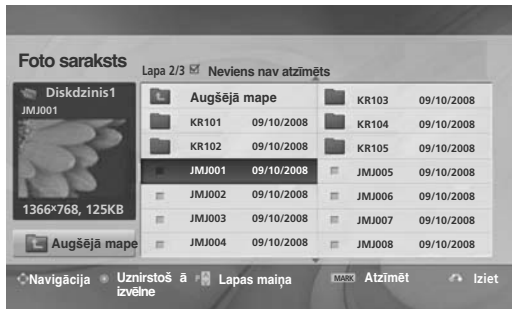 Foto saraksts
Lapa 2/3 Neviens nav atzīmēts
Diskdzinis1
JMJ001
1366x768, 125KB
Augšējā mape
Augšējā mape
KR101 09/10/2008
KR102 09/10/2008
JMJ001 09/10/2008
JMJ002 09/10/2008
JMJ003 09/10/2008
JMJ004 09/10/2008
KR103 09/10/2008
KR104 09/10/2008
KR105 09/10/2008
JMJ005 09/10/2008
JMJ006 09/10/2008
JMJ007 09/10/2008
JMJ008 09/10/2008
Navigācija Uznirstoš ā izvēlne P Lapas maiņa MARK Atzīmēt Iziet